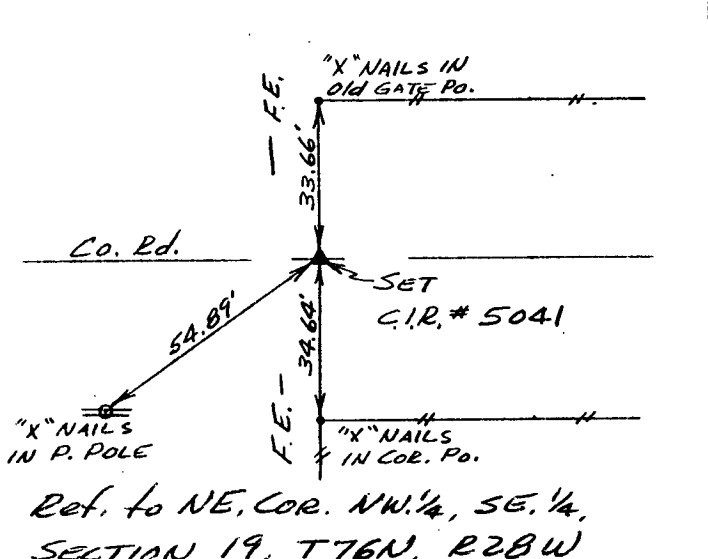 "X" NAILS IN
Old GATE Po.
— F.E.
33.66'
Co. Rd.
SET
C.I.R. # 5041
54.89'
34.64'
F.E. —
"X" NAILS
IN P. POLE
"X" NAILS
IN COR. Po.
Ref. to NE. COR. NW. 1/4, SE. 1/4,
SECTION 19, T76N, R28W